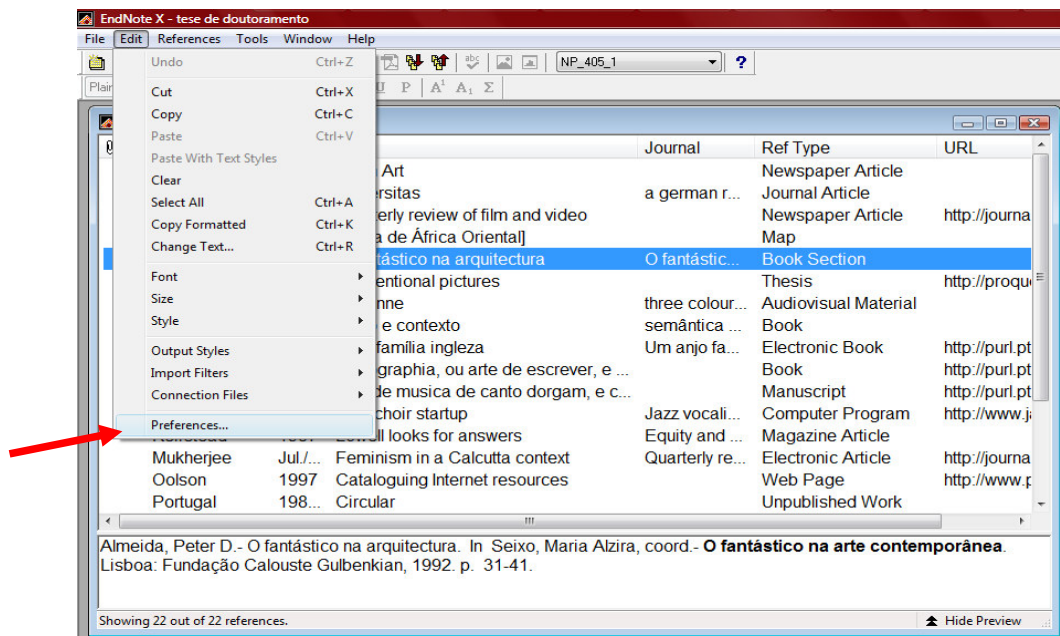 EndNote X - tese de doutoramento
File Edit References Tools Window Help
NP_405_1
?
Plain
U P A¹ A₁ Σ
Undo Ctrl+Z
Cut Ctrl+X
Copy Ctrl+C
Paste Ctrl+V
Paste With Text Styles
Clear
Select All Ctrl+A
Copy Formatted Ctrl+K
Change Text... Ctrl+R
Font
Size
Style
Output Styles
Import Filters
Connection Files
Preferences...
Journal Ref Type URL
Art Newspaper Article
ersitas a german r... Journal Article
erly review of film and video Newspaper Article http://journa
a de África Oriental] Map
tástico na arquitectura O fantástic... Book Section
entional pictures Thesis http://proqu
nne three colour... Audiovisual Material
e contexto semântica ... Book
família ingleza Um anjo fa... Electronic Book http://purl.pt
graphia, ou arte de escrever, e ... Book http://purl.pt
de musica de canto dorgam, e c... Manuscript http://purl.pt
choir startup Jazz vocali... Computer Program http://www.j
ll looks for answers Equity and ... Magazine Article
Mukherjee Jul./... Feminism in a Calcutta context Quarterly re... Electronic Article http://journa
Oolson 1997 Cataloguing Internet resources Web Page http://www.p
Portugal 198... Circular Unpublished Work
Almeida, Peter D.- O fantástico na arquitectura. In Seixo, Maria Alzira, coord.- O fantástico na arte contemporânea.
Lisboa: Fundação Calouste Gulbenkian, 1992. p. 31-41.
Showing 22 out of 22 references. Hide Preview